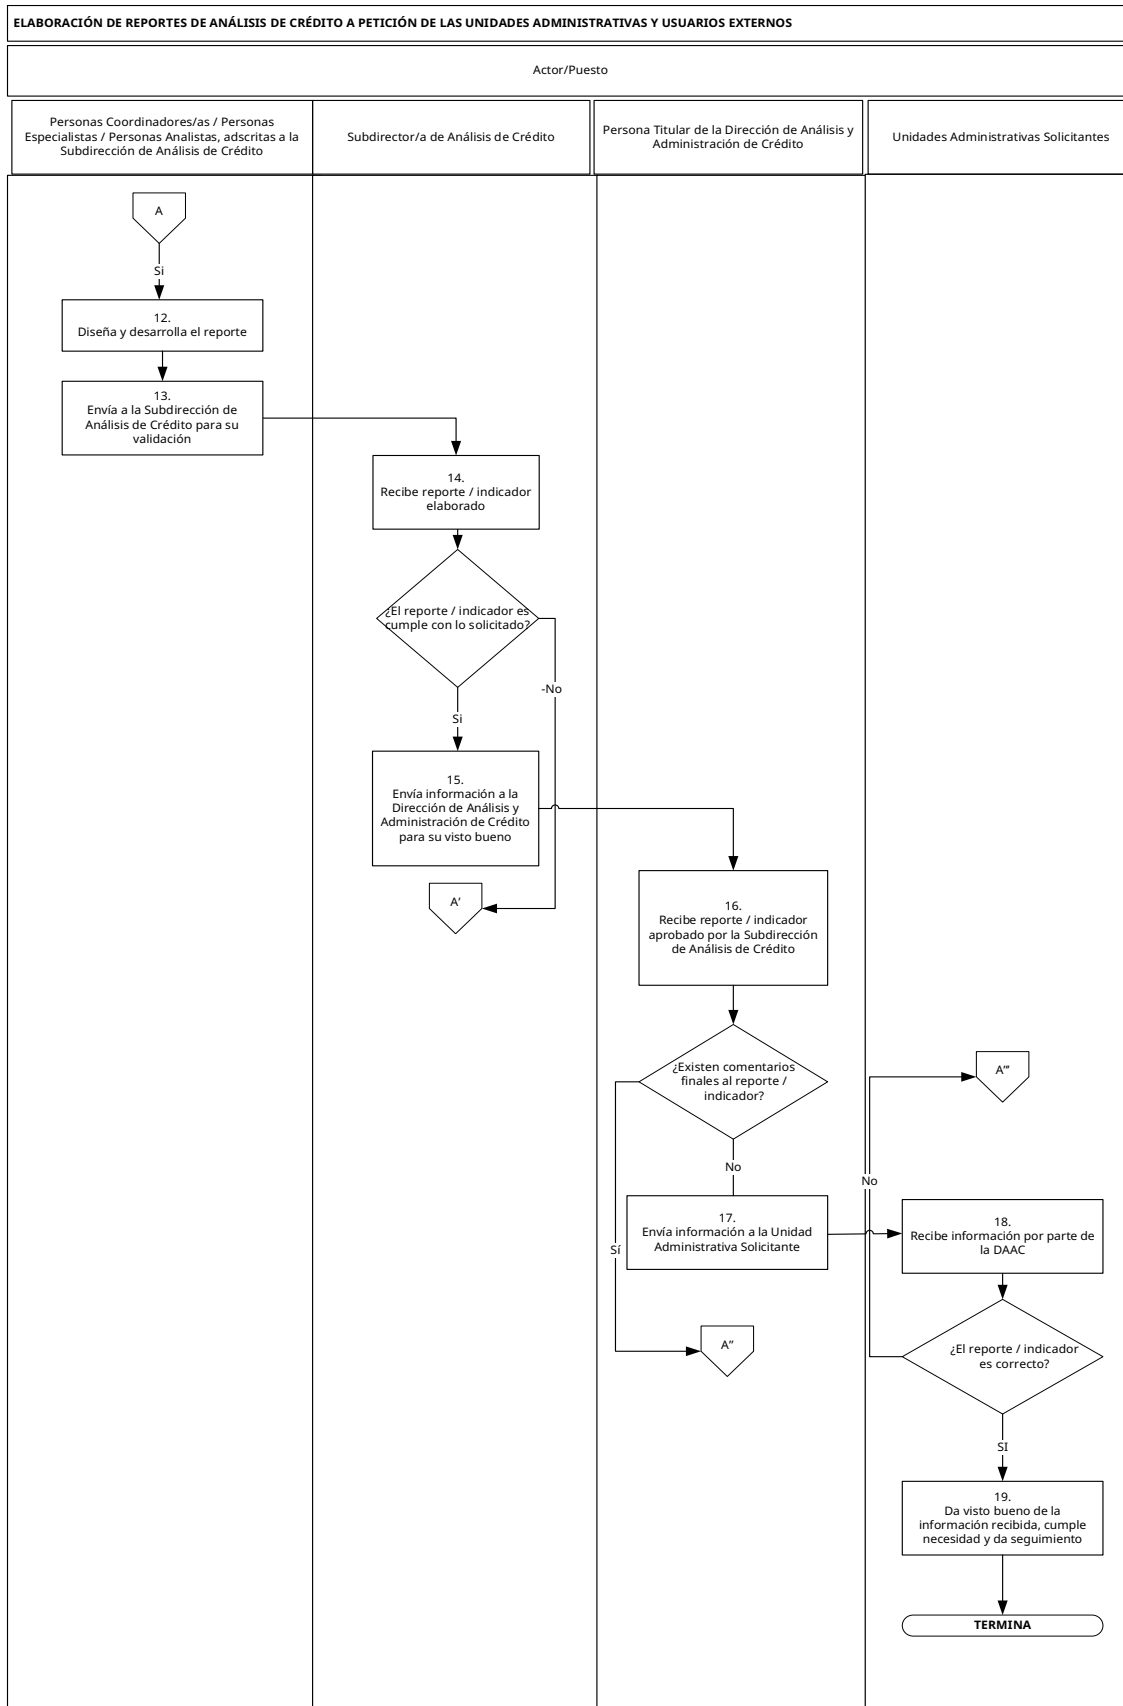 ELABORACIÓN DE REPORTES DE ANÁLISIS DE CRÉDITO A PETICIÓN DE LAS UNIDADES ADMINISTRATIVAS Y USUARIOS EXTERNOS
Actor/Puesto
Personas Coordinadores/as / Personas
Especialistas / Personas Analistas, adscritas a la
Subdirección de Análisis de Crédito
Subdirector/a de Análisis de Crédito
Persona Titular de la Dirección de Análisis y
Administración de Crédito
Unidades Administrativas Solicitantes
A
Si
12.
Diseña y desarrolla el reporte
13.
Envía a la Subdirección de
Análisis de Crédito para su
validación
14.
Recibe reporte / indicador
elaborado
¿El reporte / indicador es
cumple con lo solicitado?
-No
Si
15.
Envía información a la
Dirección de Análisis y
Administración de Crédito
para su visto bueno
A’
16.
Recibe reporte / indicador
aprobado por la Subdirección
de Análisis de Crédito
¿Existen comentarios
finales al reporte /
indicador?
No
Sí
17.
Envía información a la Unidad
Administrativa Solicitante
A’’
A’’’
No
18.
Recibe información por parte de
la DAAC
¿El reporte / indicador
es correcto?
SI
19.
Da visto bueno de la
información recibida, cumple
necesidad y da seguimiento
TERMINA